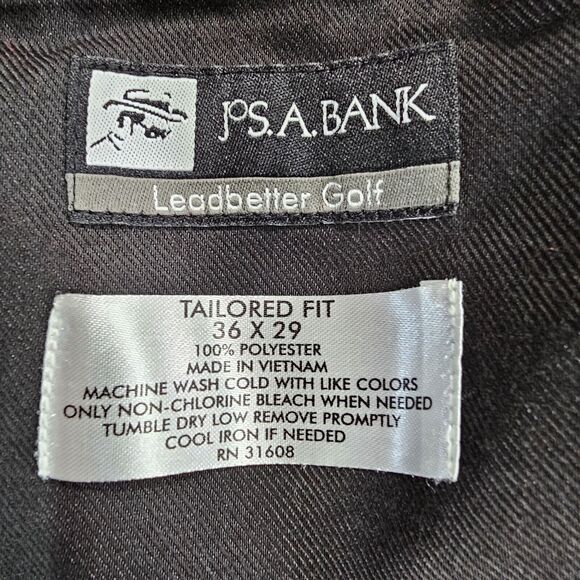 JOS. A. BANK
Leadbetter Golf
TAILORED FIT
36 X 29
100% POLYESTER
MADE IN VIETNAM
MACHINE WASH COLD WITH LIKE COLORS
ONLY NON-CHLORINE BLEACH WHEN NEEDED
TUMBLE DRY LOW REMOVE PROMPTLY
COOL IRON IF NEEDED
RN 31608